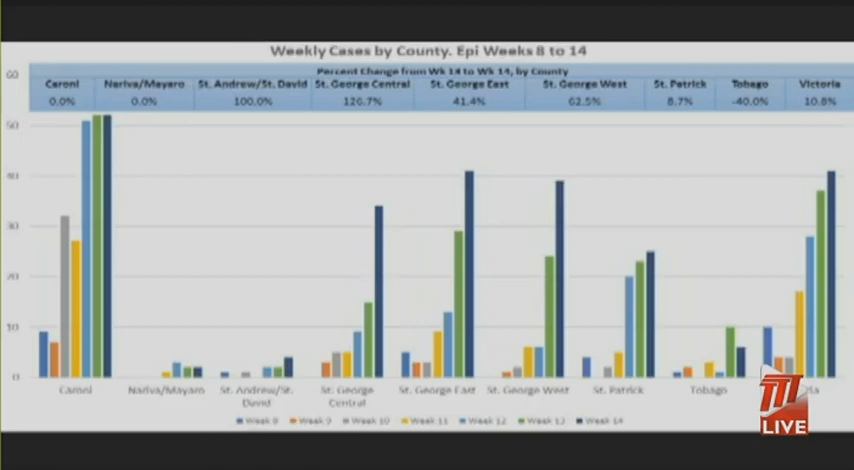 Weekly Cases by County. Epi Weeks 8 to 14
60
Percent Change from Wk 13 to Wk 14, by County
Caroni Nariva/Mayaro St. Andrew/St. David St. George Central St. George East St. George West St. Patrick Tobago Victoria
0.0% 0.0% 100.0% 126.7% 41.4% 62.5% 8.7% -40.0% 10.8%
50
40
30
20
10
0
Caroni Nariva/Mayaro St. Andrew/St. David St. George Central St. George East St. George West St. Patrick Tobago
Week 8 Week 9 Week 10 Week 11 Week 12 Week 13 Week 14
LIVE